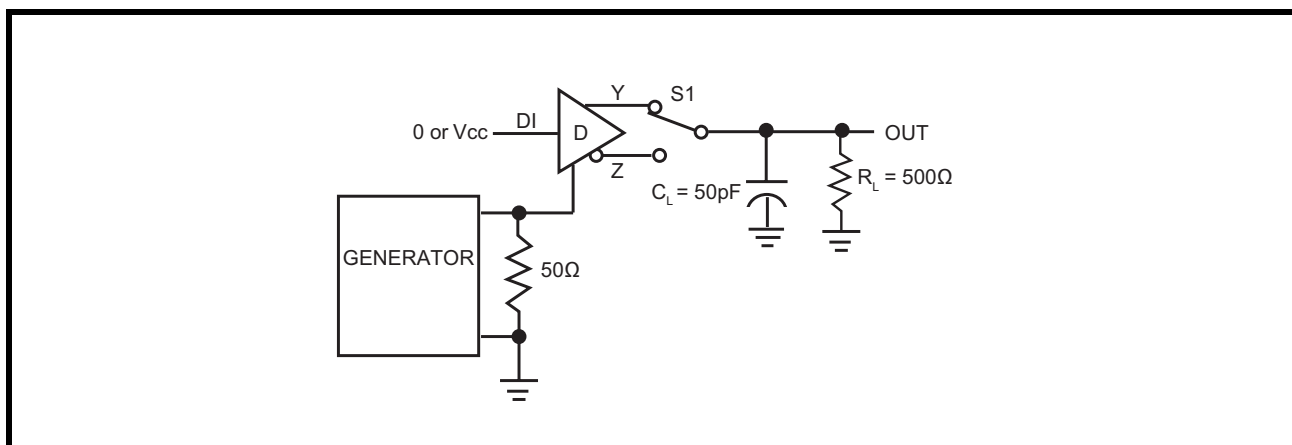 Y
S1
0 or Vcc
DI
D
OUT
Z
C_L = 50pF
R_L = 500Ω
GENERATOR
50Ω